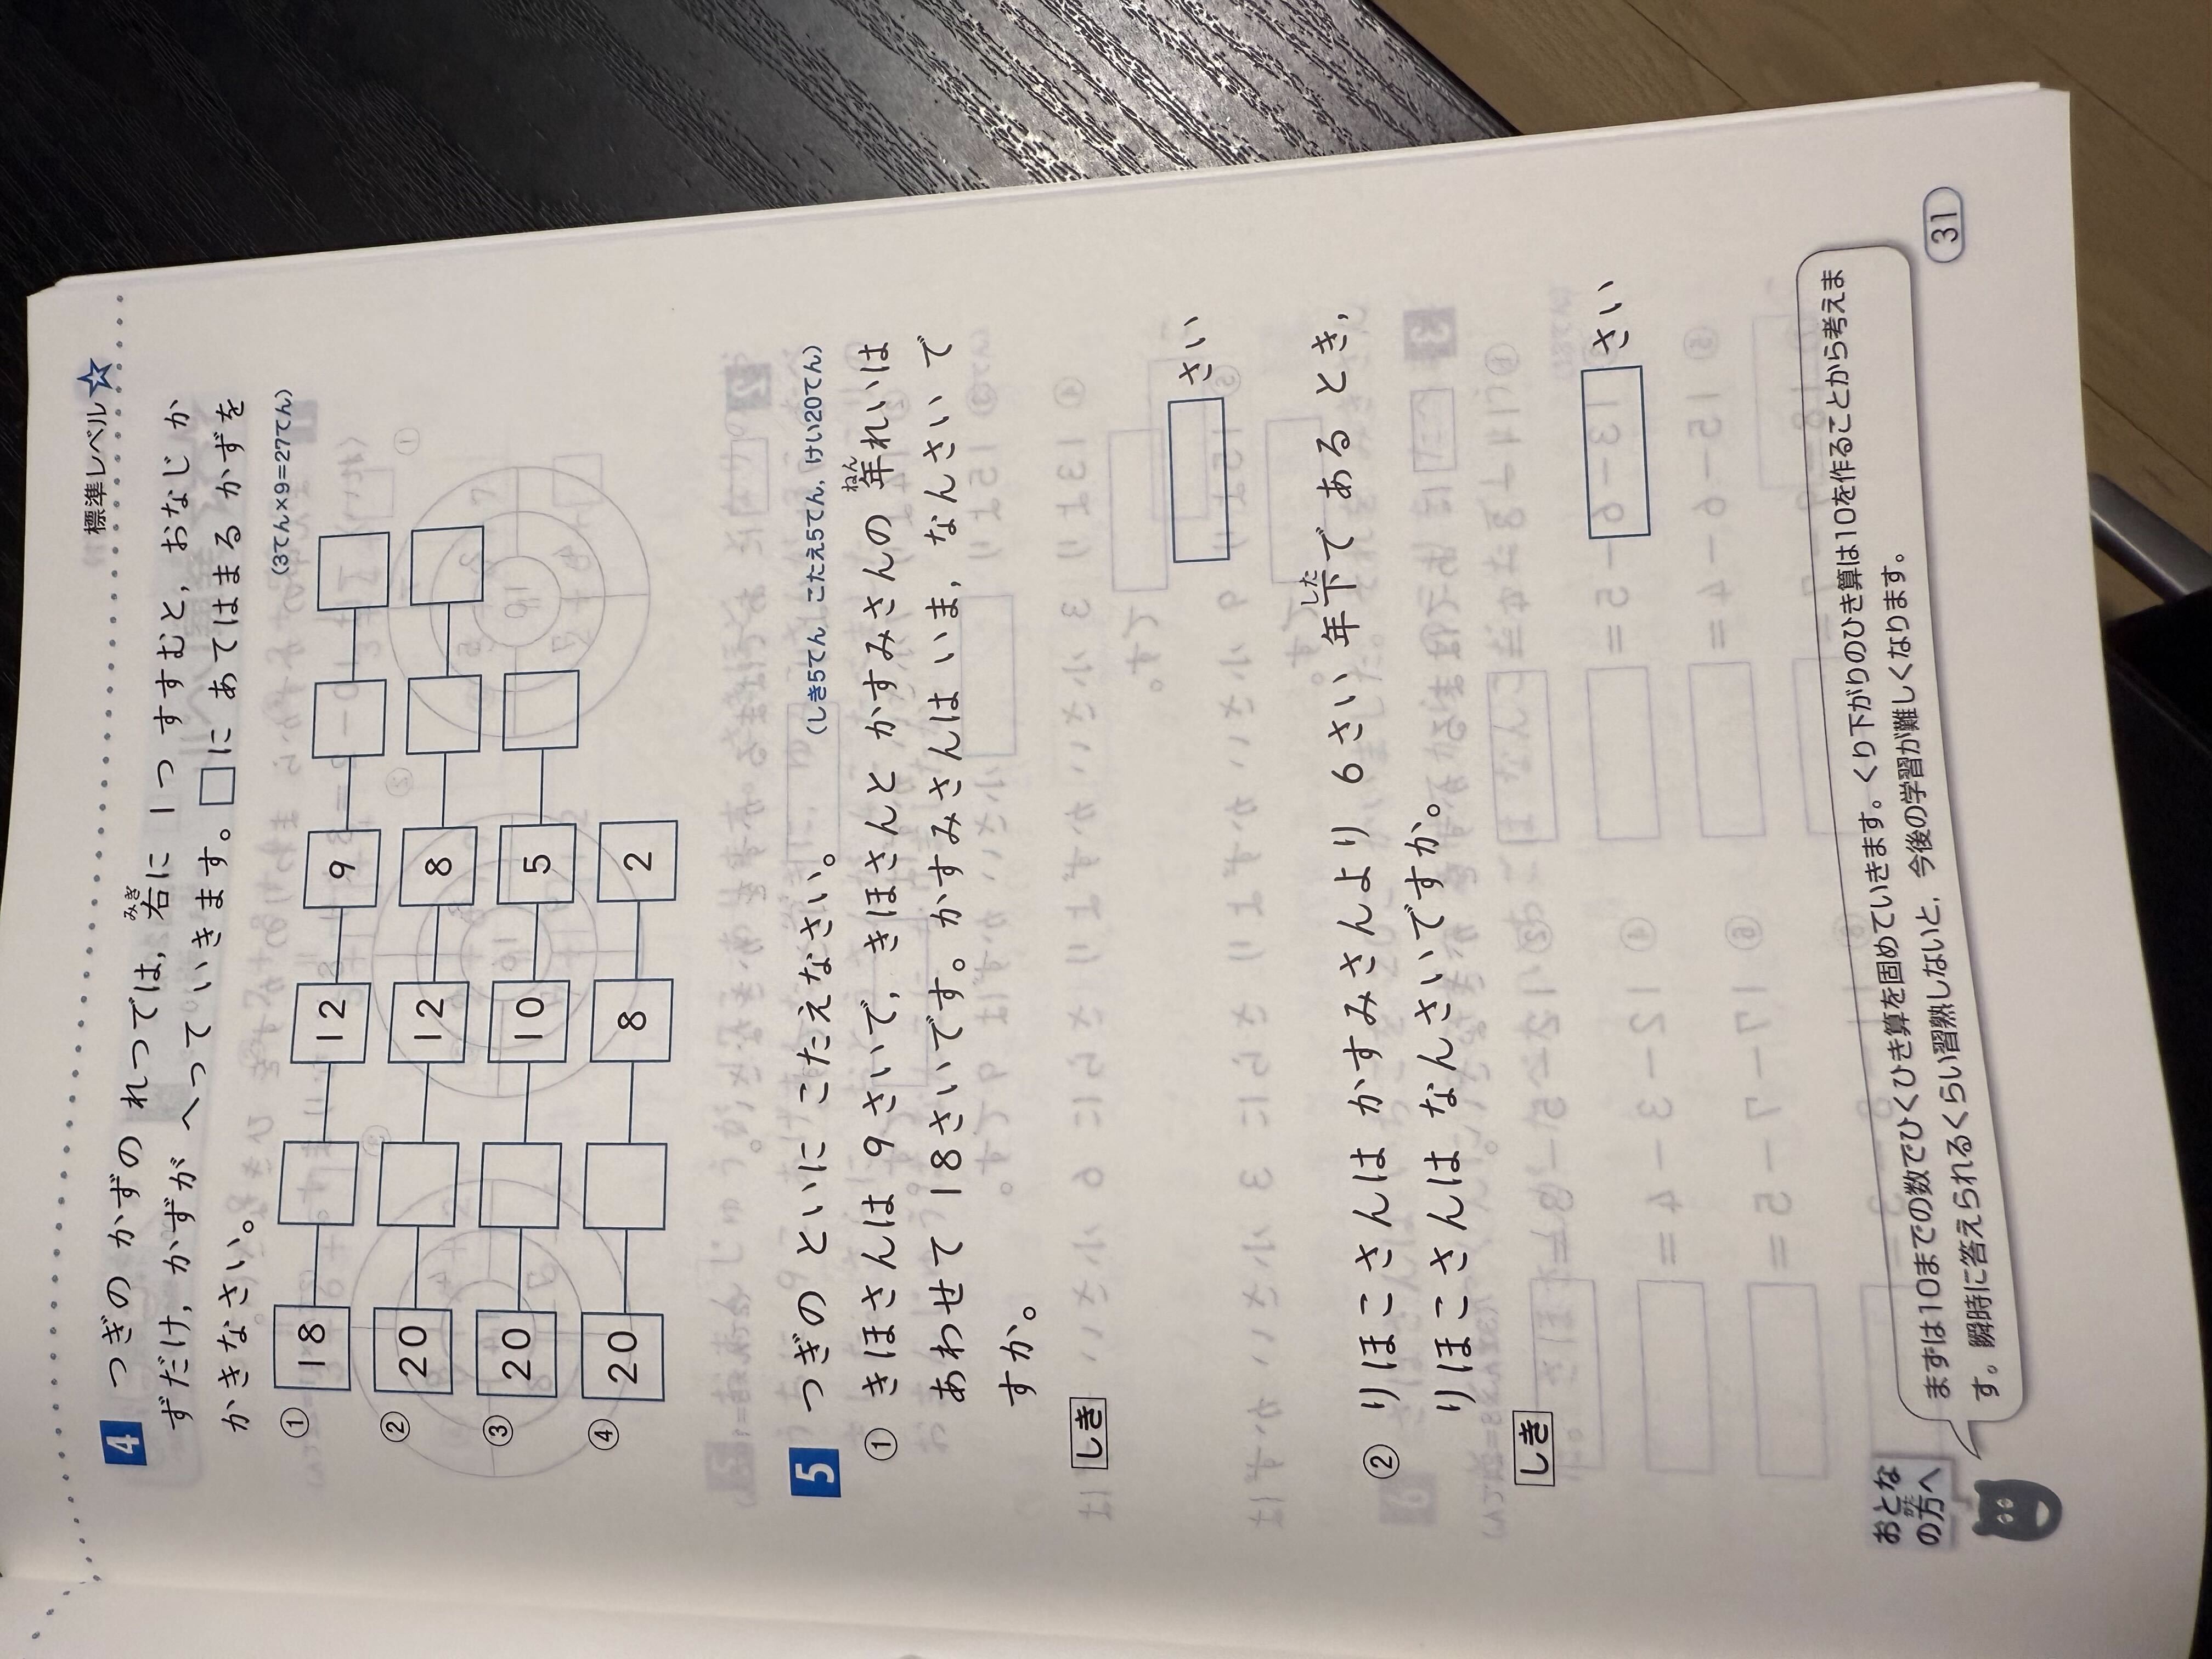 標準レベル☆
4 つぎの かずの れつでは，右に 1つ すすむと，おなじ か
みぎ
ずだけ，かずが へって いきます。□に あてはまる かずを
かきなさい。
(3てん×9=27てん)
① 18 □ 12 9 □ □
② 20 □ 12 8 □ □
③ 20 □ 10 5 □
④ 20 □ 8 2
5 つぎの といに こたえなさい。
(しき5てん，こたえ5てん，けい20てん)
① きほさんは 9さいで，きほさんと かすみさんの 年れいは
ねん
あわせて 18さいです。かすみさんは いま，なんさいで
すか。
しき
□ さい
② りほこさんは かすみさんより 6さい 年下で あるとき，
した
りほこさんは なんさいですか。
しき
□ さい
おとな
の方へ
まずは10までの数でひくひき算を固めていきます。くり下がりのひき算は10を作ることから考えま
す。瞬時に答えられるくらい習熟しないと，今後の学習が難しくなります。
31